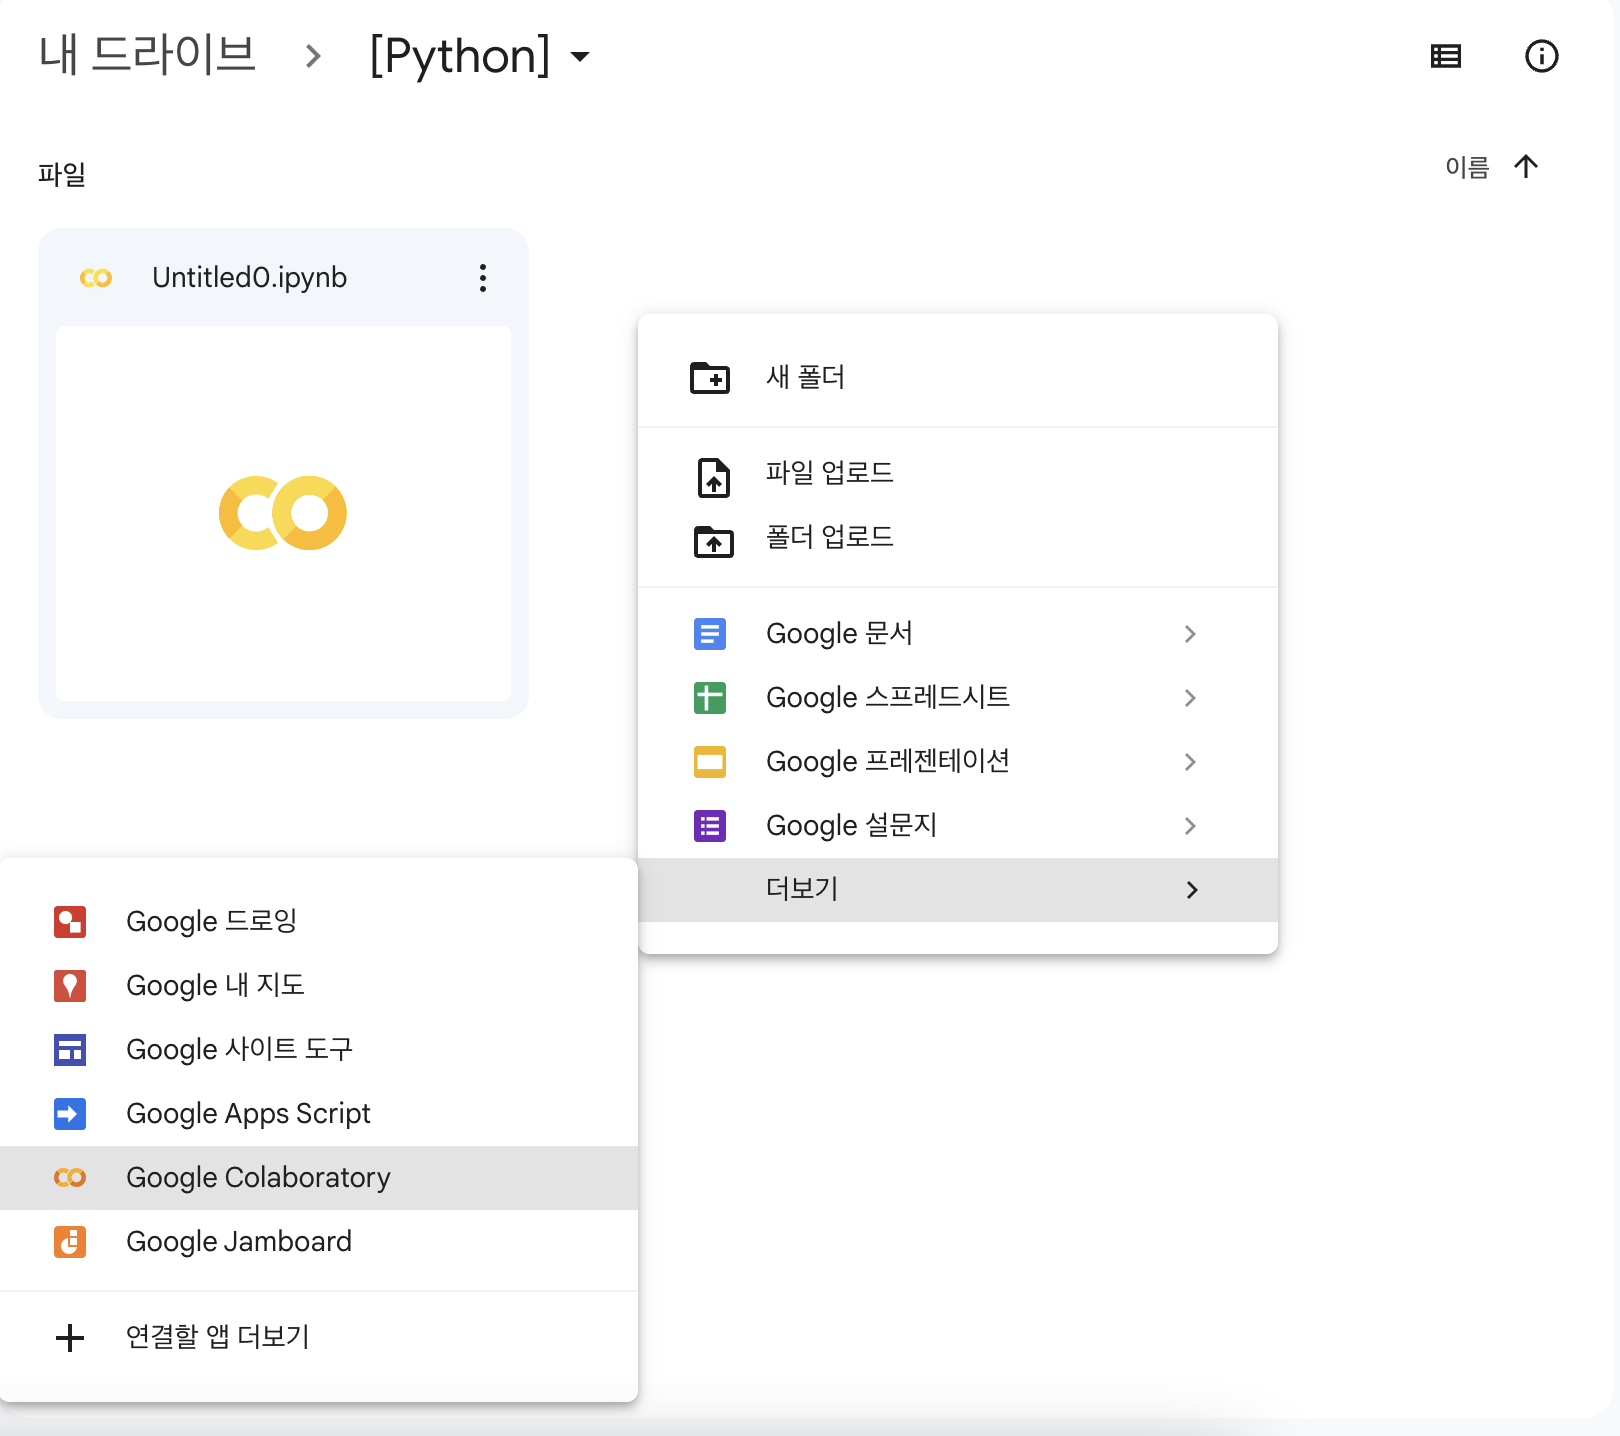 내 드라이브 > [Python]
파일
이름
Untitled0.ipynb
새 폴더
파일 업로드
폴더 업로드
Google 문서
Google 스프레드시트
Google 프레젠테이션
Google 설문지
더보기
Google 드로잉
Google 내 지도
Google 사이트 도구
Google Apps Script
Google Colaboratory
Google Jamboard
연결할 앱 더보기